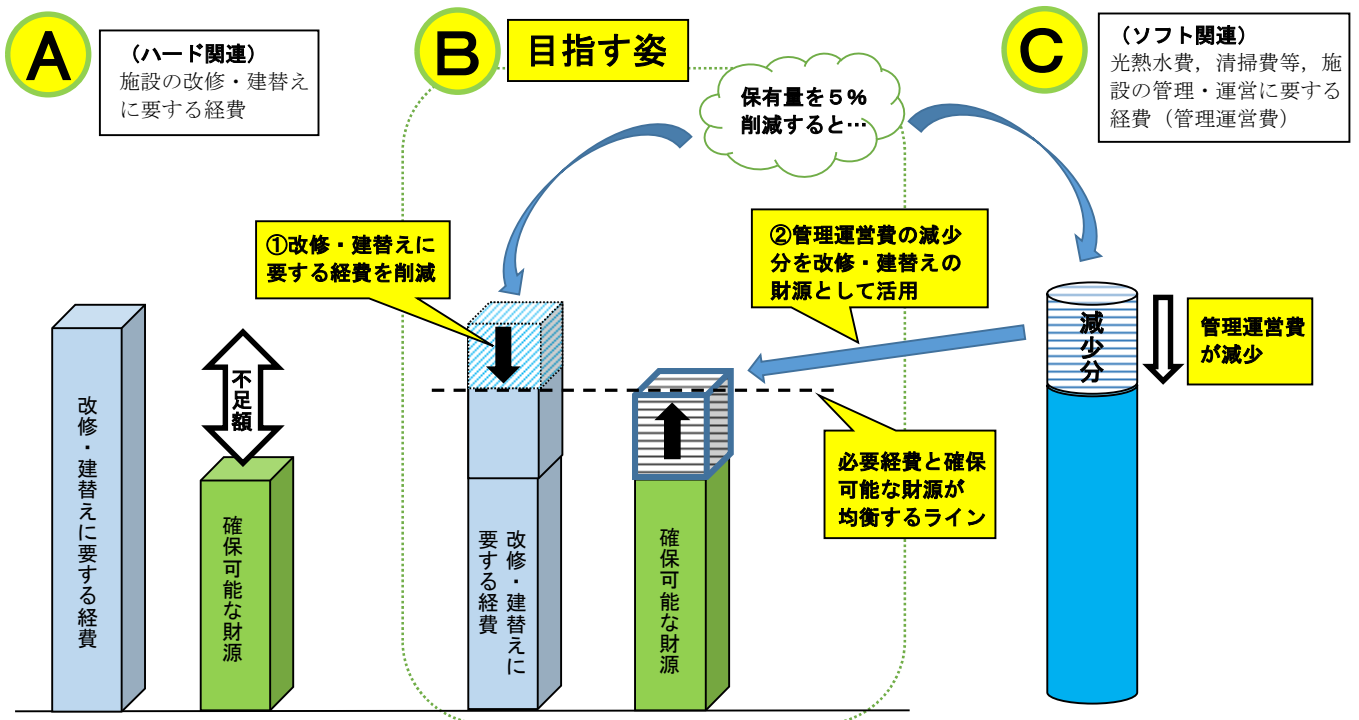 A
（ハード関連）
施設の改修・建替え
に要する経費
B
目指す姿
保有量を５%
削減すると…
C
（ソフト関連）
光熱水費，清掃費等，施
設の管理・運営に要する
経費（管理運営費）
①改修・建替えに
要する経費を削減
②管理運営費の減少
分を改修・建替えの
財源として活用
管理運営費
が減少
必要経費と確保
可能な財源が
均衡するライン
改修・建替えに要する経費
不足額
確保可能な財源
改修・建替えに
要する経費
確保可能な財源
減少分